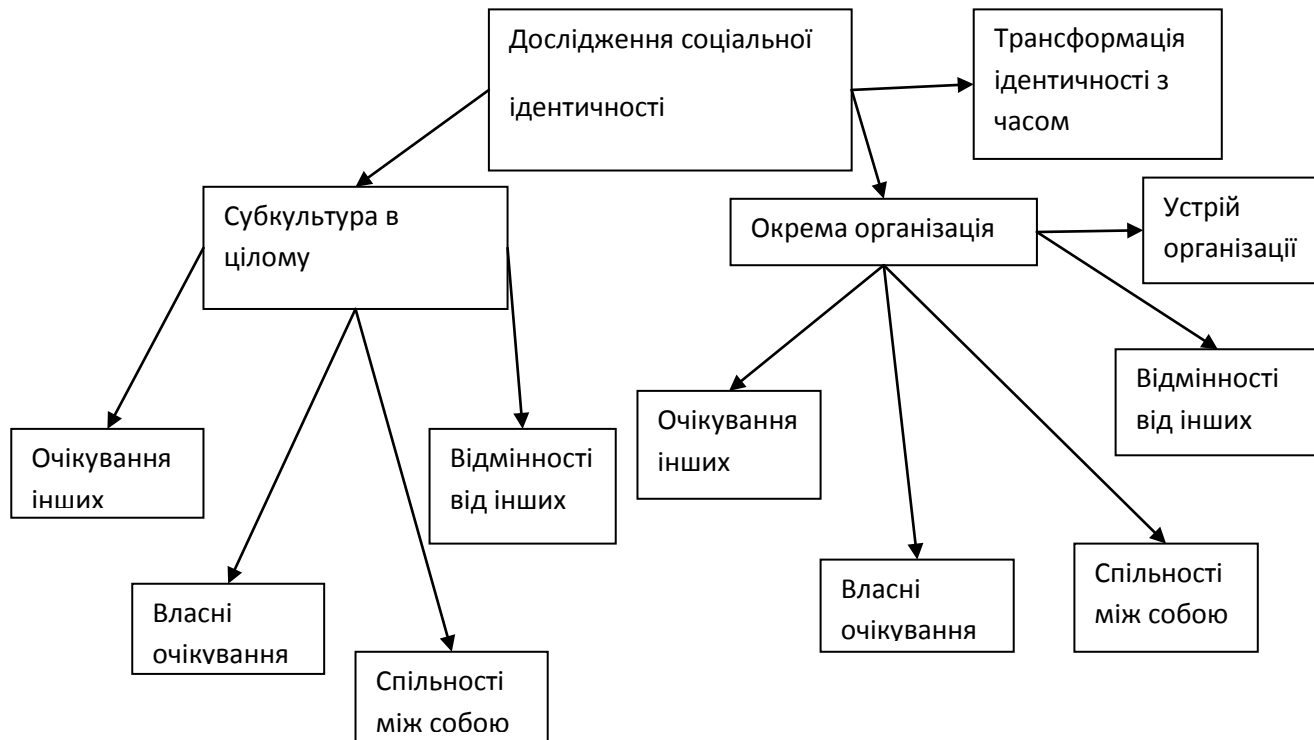 Дослідження соціальної
ідентичності
Трансформація
ідентичності з
часом
Субкультура в
цілому
Окрема організація
Устрій
організації
Очікування
інших
Відмінності
від інших
Очікування
інших
Відмінності
від інших
Власні
очікування
Спільності
між собою
Власні
очікування
Спільності
між собою